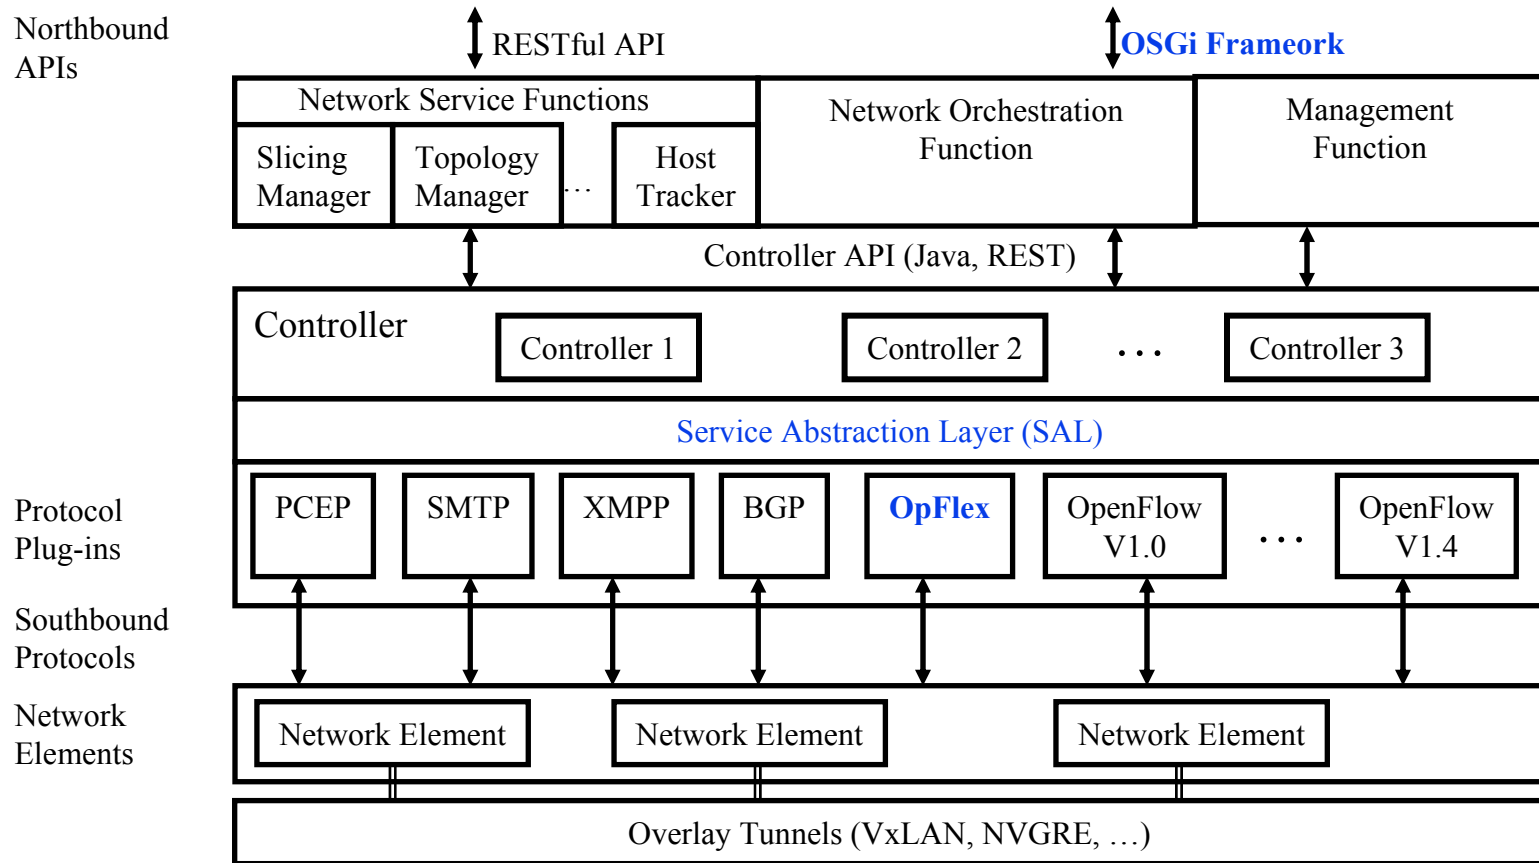 Northbound
APIs
RESTful API
OSGi Frameork
Network Service Functions
Slicing
Manager
Topology
Manager
…
Host
Tracker
Network Orchestration
Function
Management
Function
Controller API (Java, REST)
Controller
Controller 1
Controller 2
…
Controller 3
Service Abstraction Layer (SAL)
Protocol
Plug-ins
PCEP
SMTP
XMPP
BGP
OpFlex
OpenFlow
V1.0
…
OpenFlow
V1.4
Southbound
Protocols
Network
Elements
Network Element
Network Element
Network Element
Overlay Tunnels (VxLAN, NVGRE, …)